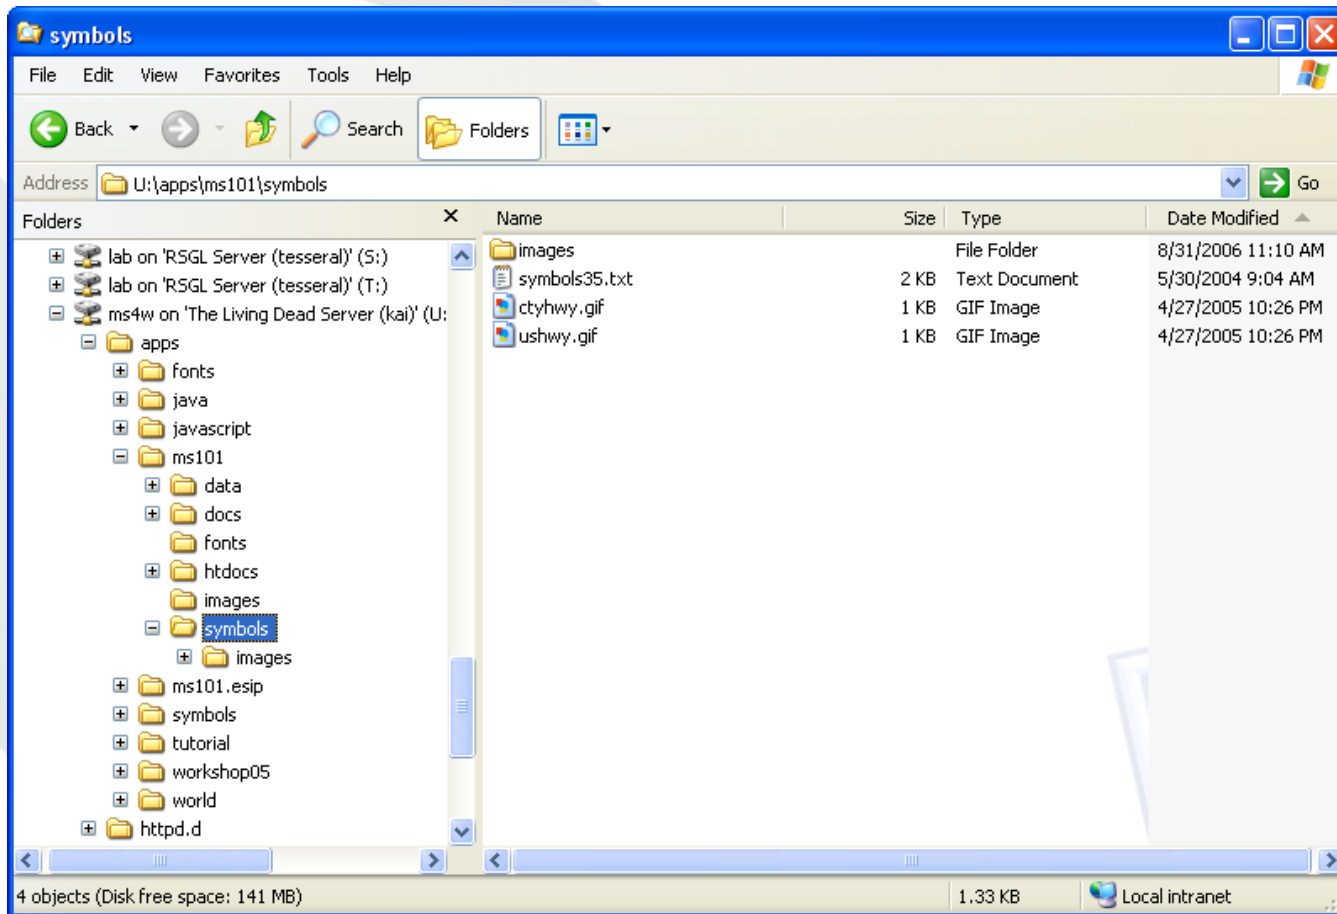 symbols
File Edit View Favorites Tools Help
Back Search Folders
Address U:\apps\ms101\symbols Go
Folders
lab on 'RSGL Server (tesseral)' (S:)
lab on 'RSGL Server (tesseral)' (T:)
ms4w on 'The Living Dead Server (kai)' (U:
apps
fonts
java
javascript
ms101
data
docs
fonts
htdocs
images
symbols
images
ms101.esip
symbols
tutorial
workshop05
world
httpd.d
Name Size Type Date Modified
images File Folder 8/31/2006 11:10 AM
symbols35.txt 2 KB Text Document 5/30/2004 9:04 AM
ctyhwy.gif 1 KB GIF Image 4/27/2005 10:26 PM
ushwy.gif 1 KB GIF Image 4/27/2005 10:26 PM
4 objects (Disk free space: 141 MB) 1.33 KB Local intranet